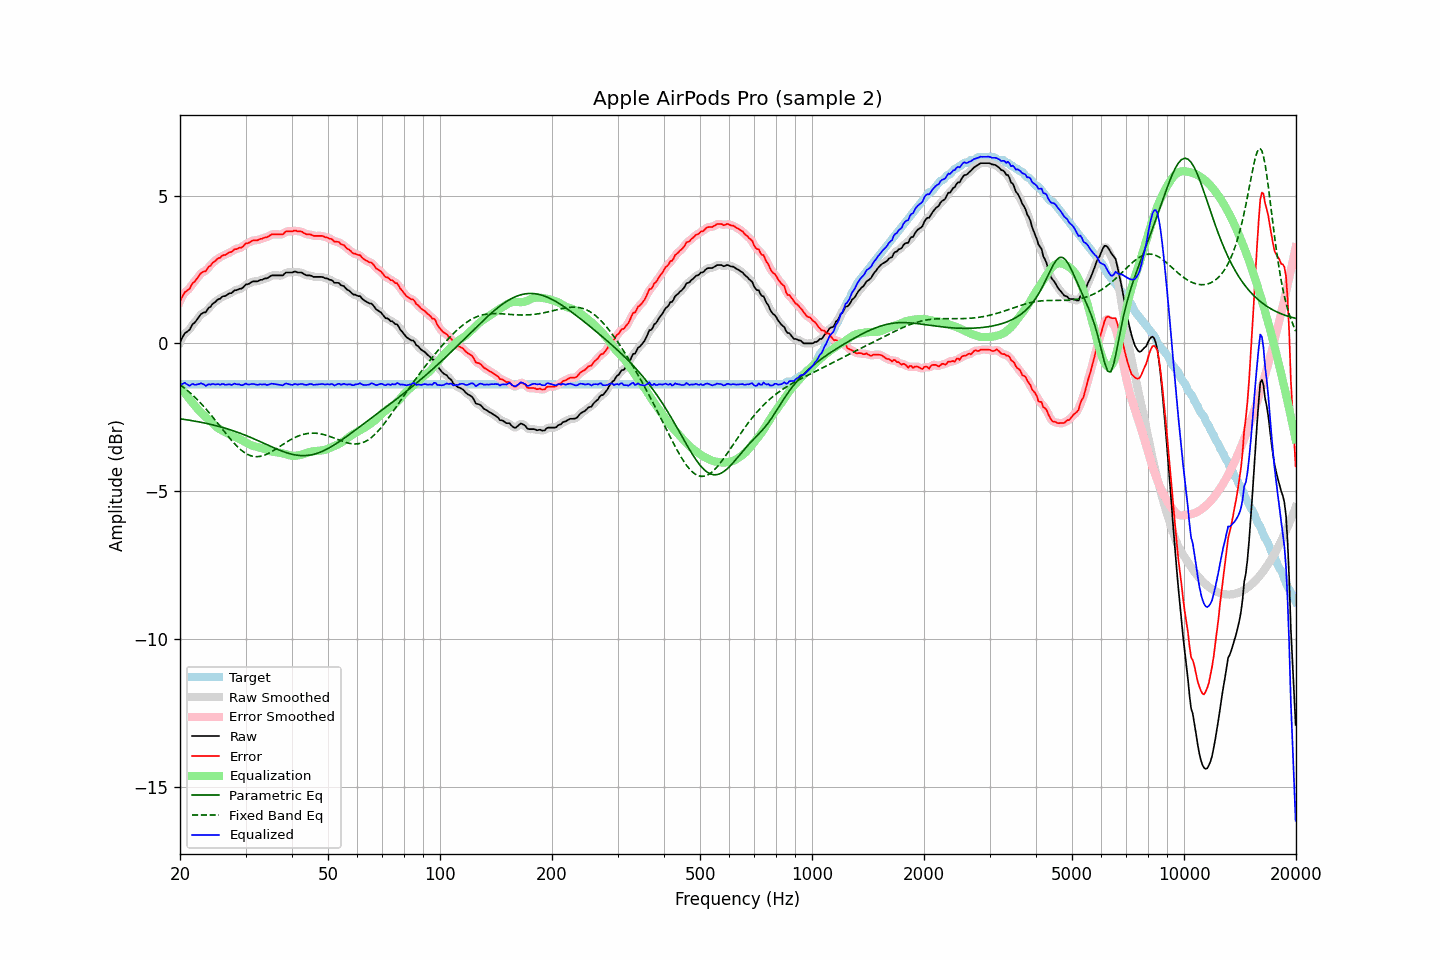 Apple AirPods Pro (sample 2)
Amplitude (dBr)
5
0
−5
−10
−15
Target
Raw Smoothed
Error Smoothed
Raw
Error
Equalization
Parametric Eq
Fixed Band Eq
Equalized
20 50 100 200 500 1000 2000 5000 10000 20000
Frequency (Hz)